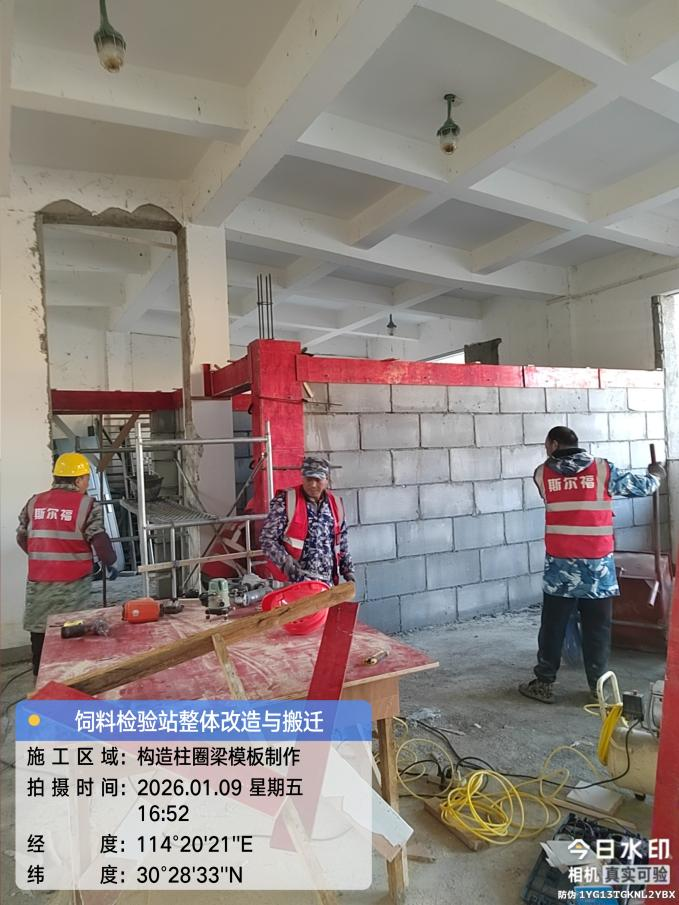 斯尔福
斯尔福
饲料检验站整体改造与搬迁
施工区域：构造柱圈梁模板制作
拍摄时间：2026.01.09 星期五
16:52
经度：114°20'21"E
纬度：30°28'33"N
今日水印
相机 真实可验
防伪 1YG13TGKNL2YBX